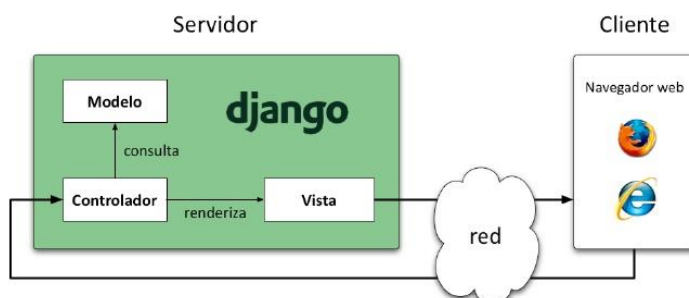 Servidor
Cliente
Modelo
django
Navegador web
consulta
Controlador
renderiza
Vista
red